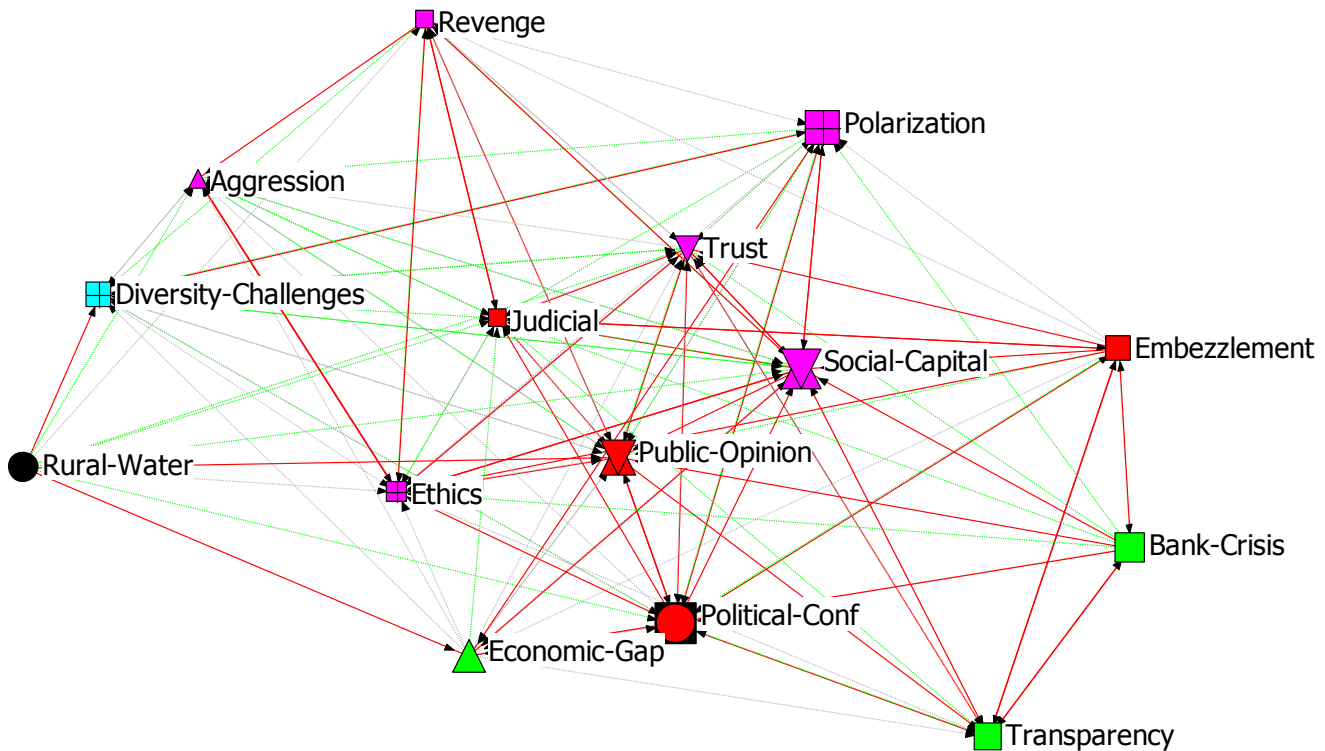 Revenge
Polarization
Aggression
Trust
Diversity-Challenges
Judicial
Embezzlement
Social-Capital
Public-Opinion
Rural-Water
Ethics
Bank-Crisis
Political-Conf
Economic-Gap
Transparency